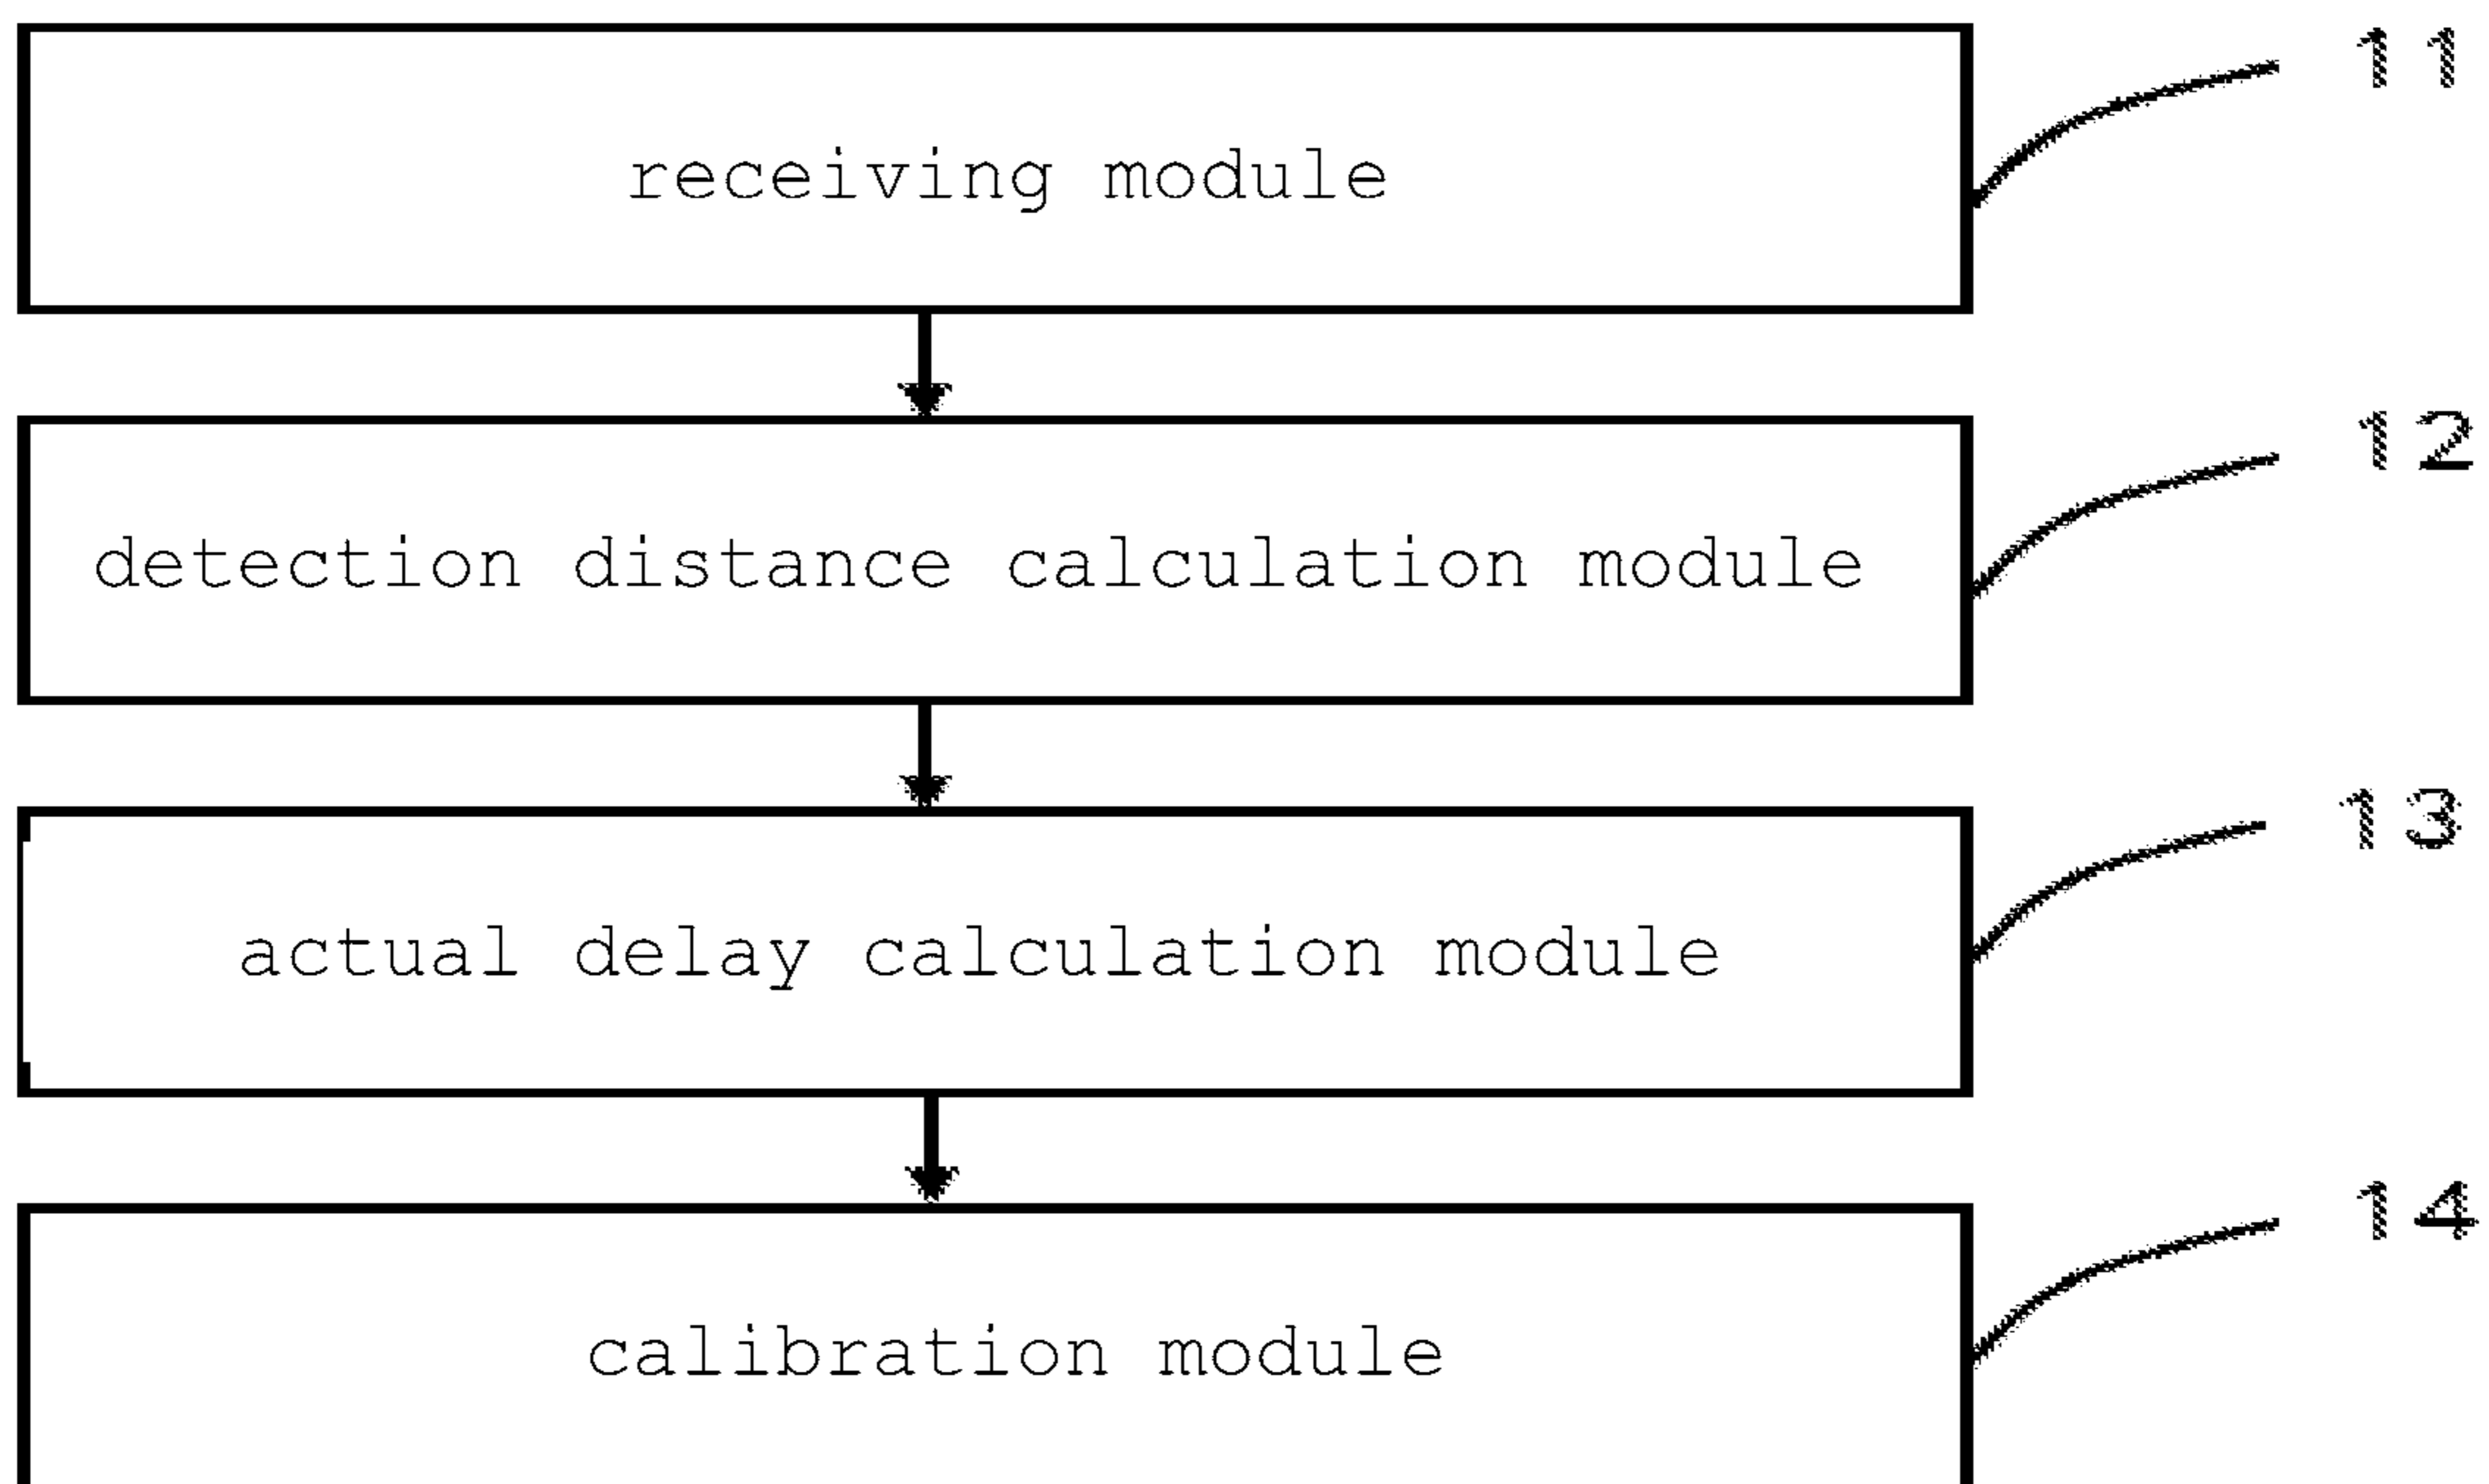 11
receiving module
12
detection distance calculation module
13
actual delay calculation module
14
calibration module